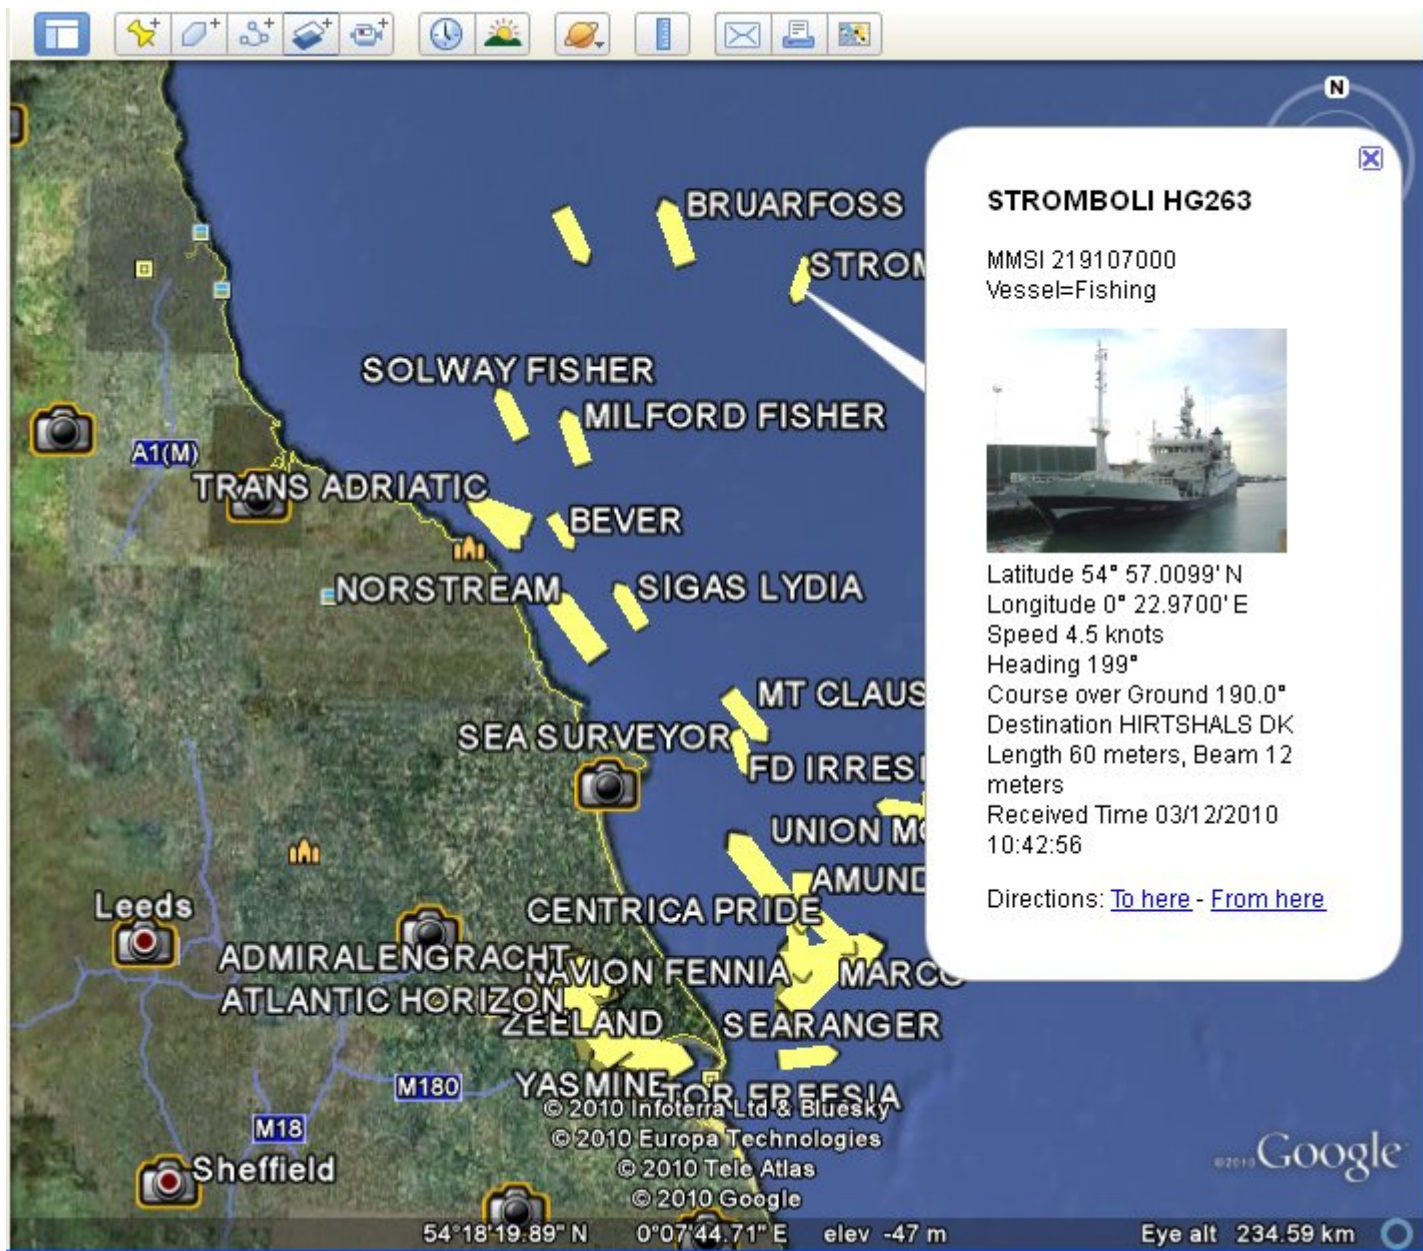 N
BRUARFOSS
STROM
SOLWAY FISHER
MILFORD FISHER
A1(M)
TRANS ADRIATIC
BEVER
NORSTREAM
SIGAS LYDIA
MT CLAUS
SEA SURVEYOR
FD IRRESI
UNION M
AMUND
CENTRICA PRIDE
Leeds
ADMIRALENGRACHT
NAVION FENNIA
MARCO
ATLANTIC HORIZON
ZEELAND
SEARANGER
M180
YASMINE
TOR FREESIA
M18
Sheffield
© 2010 Infoterra Ltd & Bluesky
© 2010 Europa Technologies
© 2010 Tele Atlas
© 2010 Google
©2010 Google
54°18'19.89" N 0°07'44.71" E elev -47 m Eye alt 234.59 km
STROMBOLI HG263
MMSI 219107000
Vessel=Fishing
Latitude 54° 57.0099' N
Longitude 0° 22.9700' E
Speed 4.5 knots
Heading 199°
Course over Ground 190.0°
Destination HIRTSHALS DK
Length 60 meters, Beam 12
meters
Received Time 03/12/2010
10:42:56
Directions: To here - From here